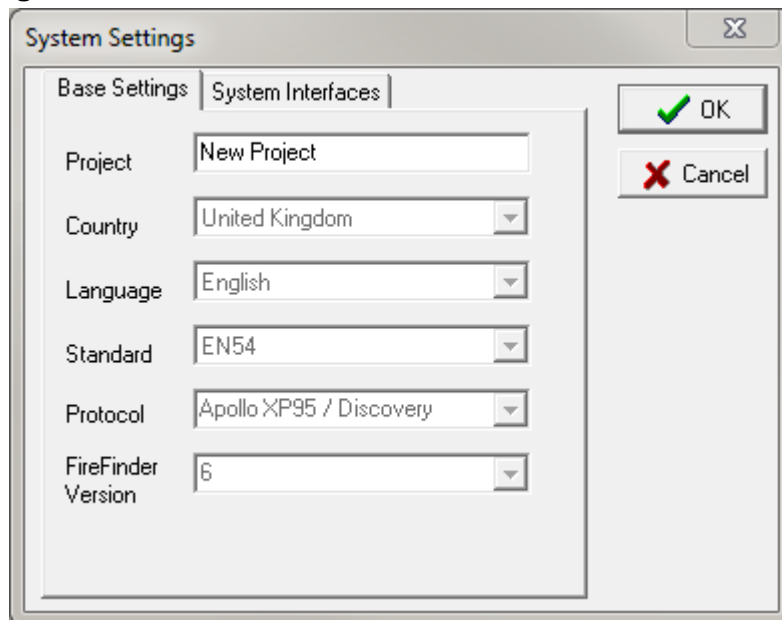 System Settings
Base Settings
System Interfaces
OK
Cancel
Project
New Project
Country
United Kingdom
Language
English
Standard
EN54
Protocol
Apollo XP95 / Discovery
FireFinder
Version
6